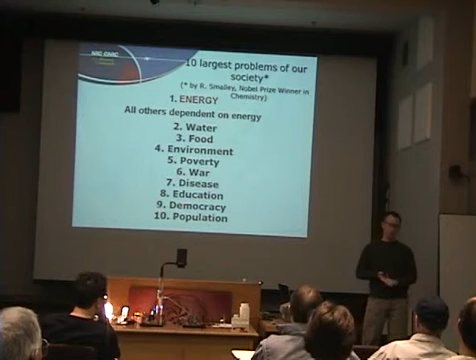 NRC·CNRC
10 largest problems of our
society*
(* by R. Smalley, Nobel Prize Winner in
Chemistry)
1. ENERGY
All others dependent on energy
2. Water
3. Food
4. Environment
5. Poverty
6. War
7. Disease
8. Education
9. Democracy
10. Population